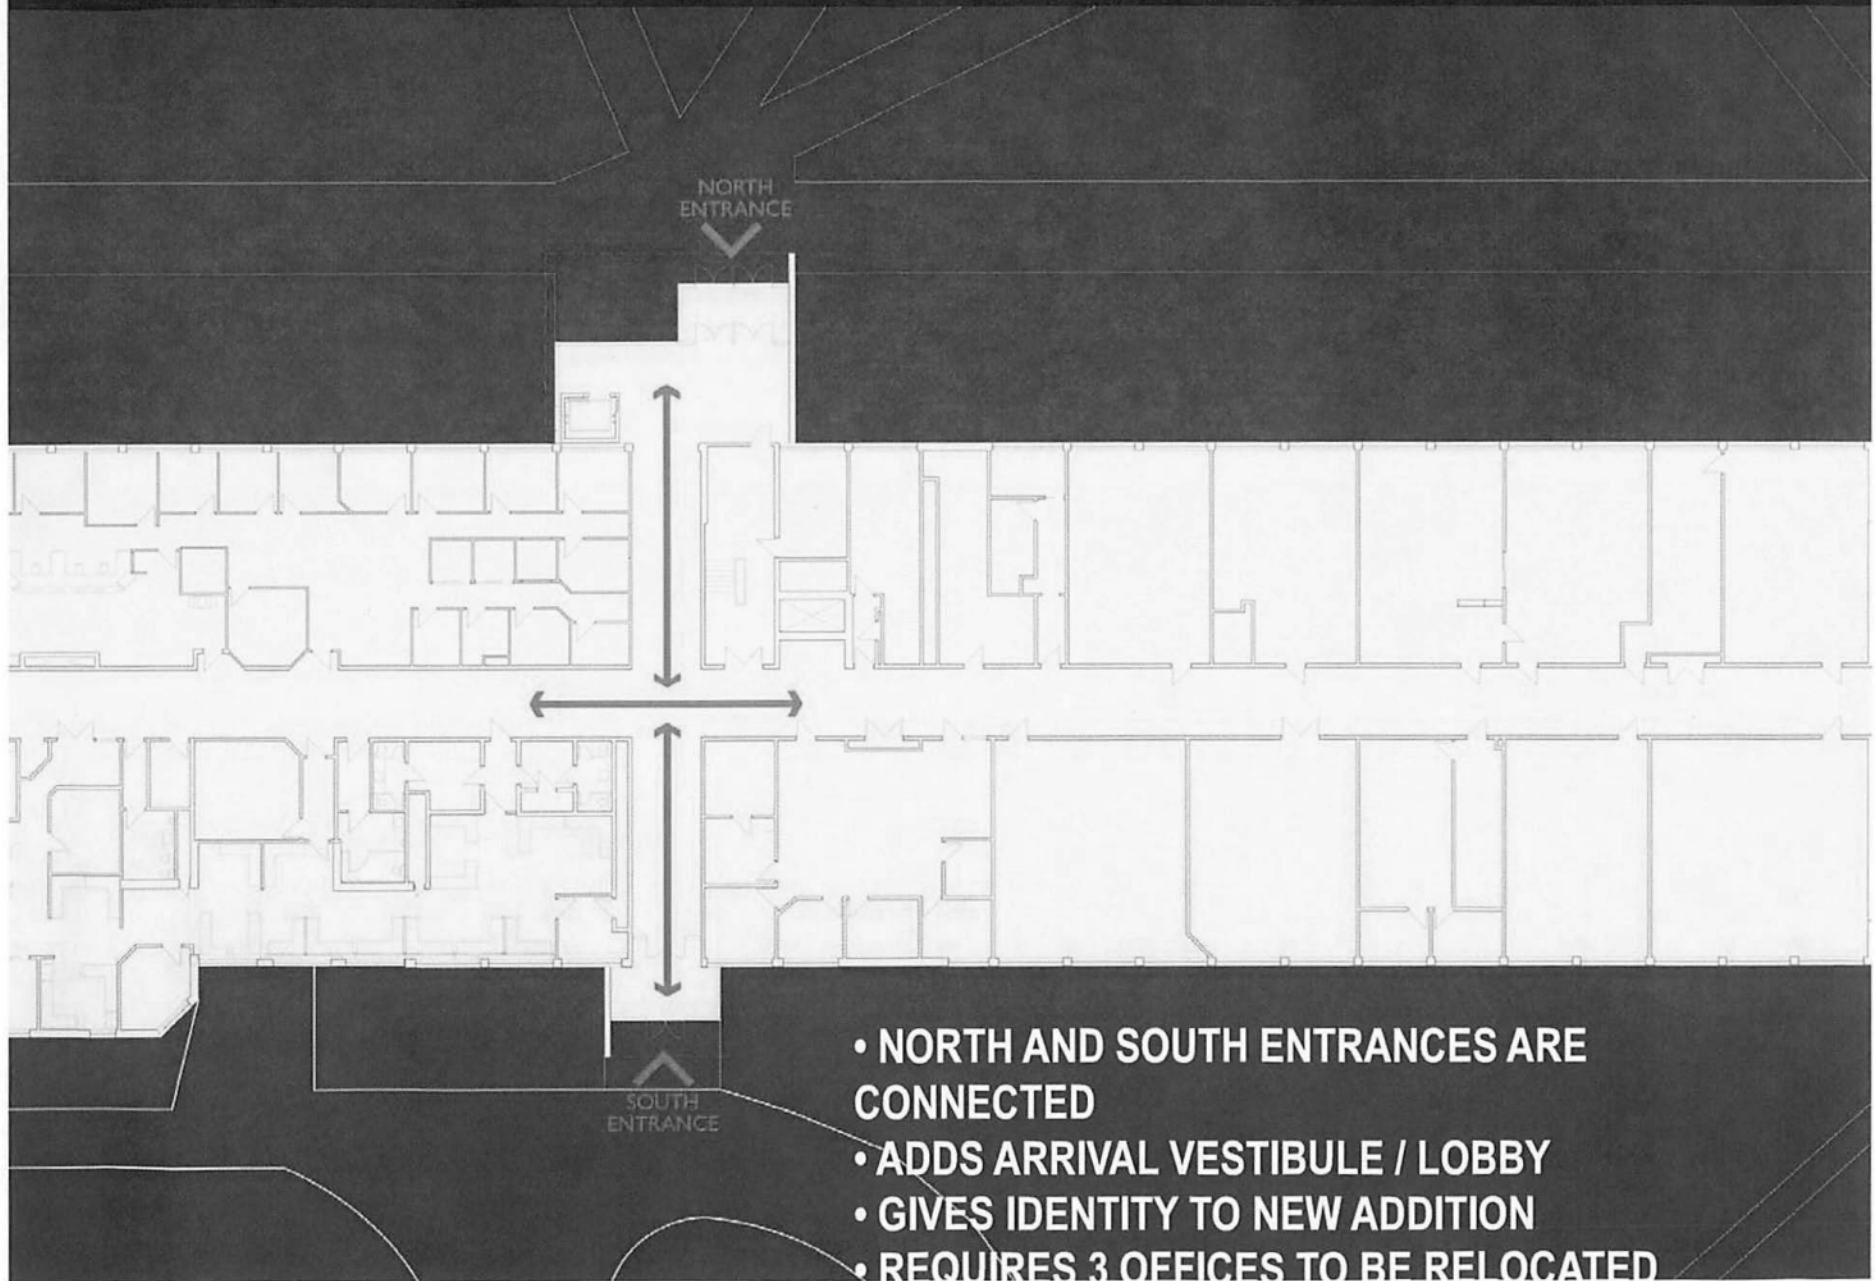 NORTH
ENTRANCE
SOUTH
ENTRANCE
• NORTH AND SOUTH ENTRANCES ARE
CONNECTED
• ADDS ARRIVAL VESTIBULE / LOBBY
• GIVES IDENTITY TO NEW ADDITION
• REQUIRES 3 OFFICES TO BE RELOCATED